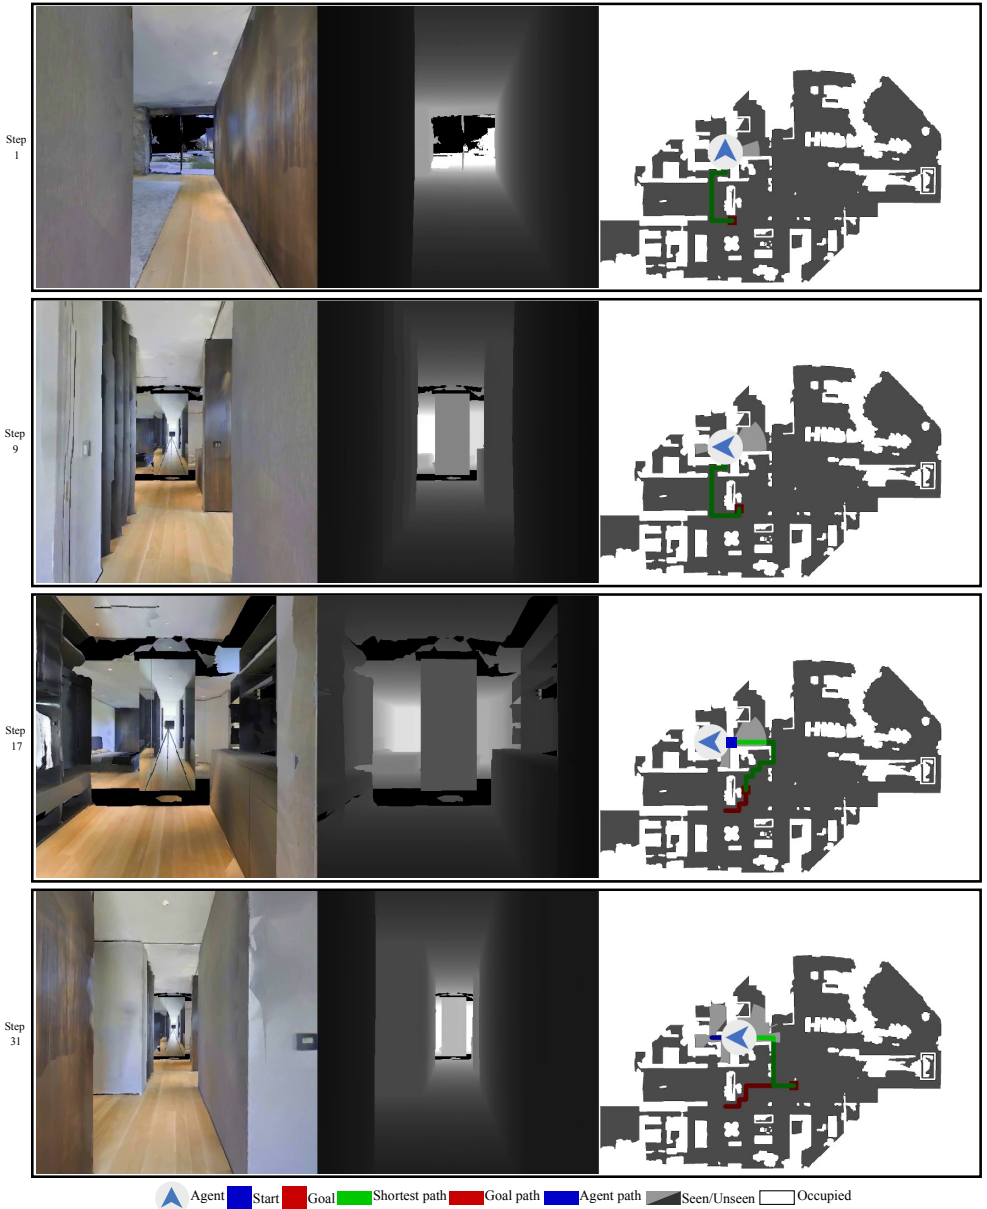 Step
1
Step
9
Step
17
Step
31
Agent Start Goal Shortest path Goal path Agent path Seen/Unseen Occupied